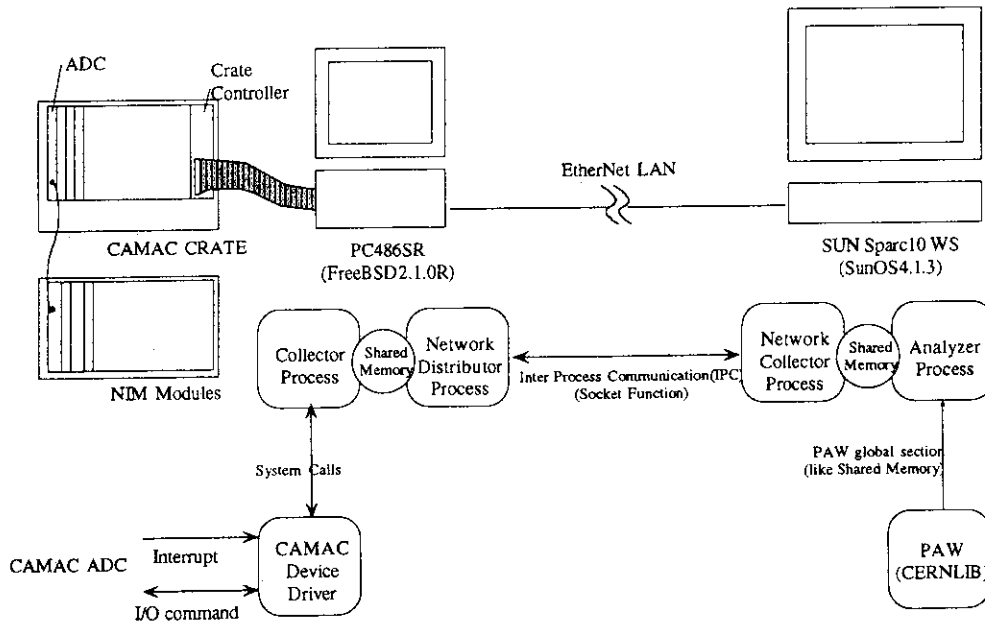 ADC
Crate
Controller
EtherNet LAN
CAMAC CRATE
PC486SR
(FreeBSD2.1.0R)
SUN Sparc10 WS
(SunOS4.1.3)
NIM Modules
Collector
Process
Shared
Memory
Network
Distributor
Process
Inter Process Communication(IPC)
(Socket Function)
Network
Collector
Process
Shared
Memory
Analyzer
Process
System Calls
PAW global section
(like Shared Memory)
CAMAC ADC
Interrupt
I/O command
CAMAC
Device
Driver
PAW
(CERNLIB)